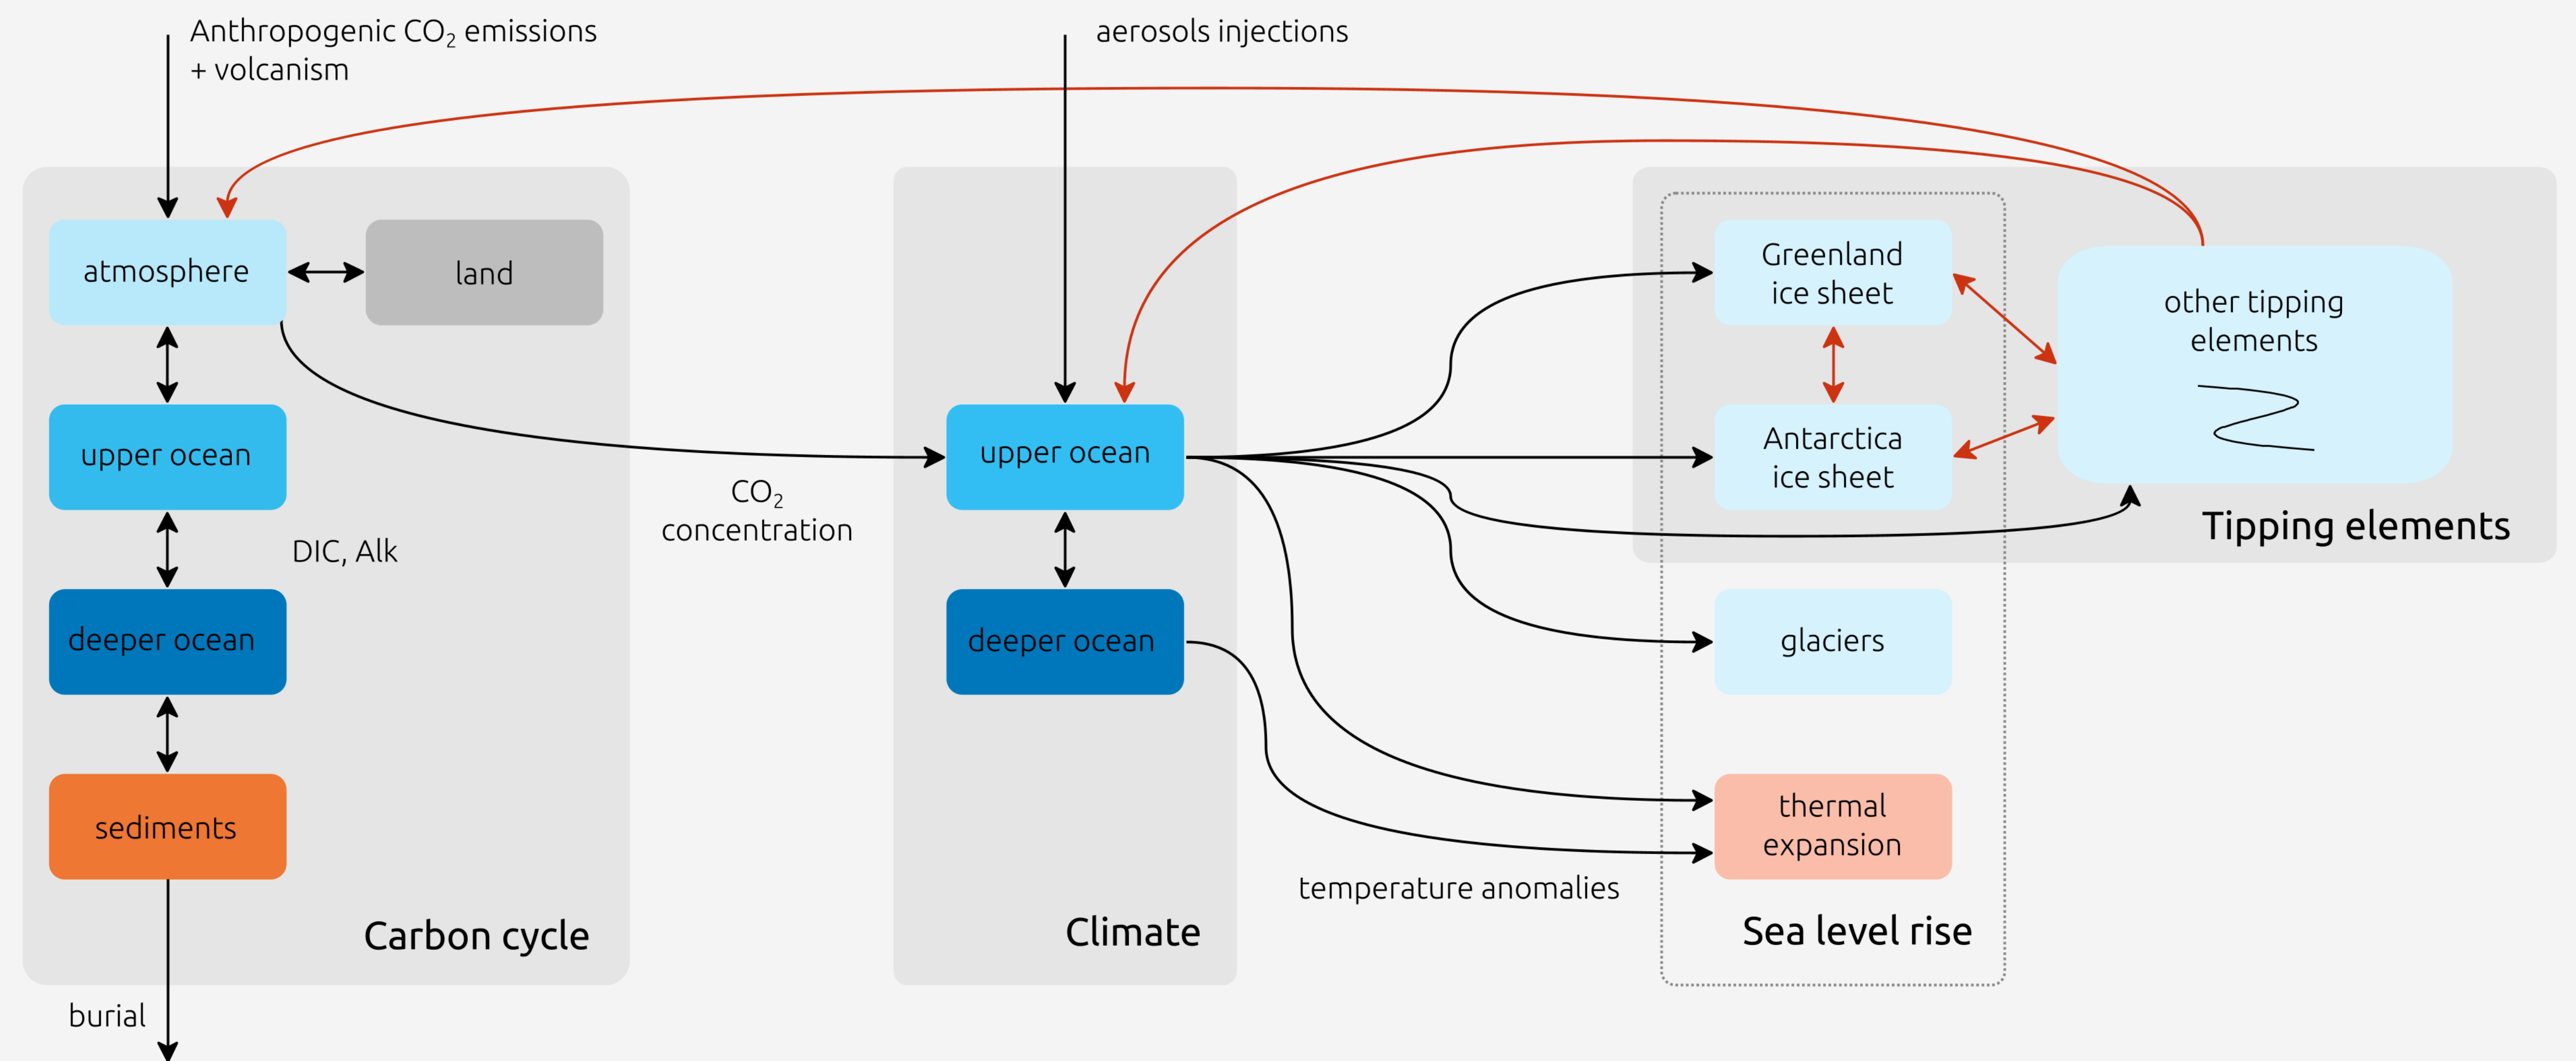 Anthropogenic CO₂ emissions
+ volcanism
aerosols injections
atmosphere
land
upper ocean
DIC, Alk
deeper ocean
sediments
Carbon cycle
burial
CO₂
concentration
upper ocean
deeper ocean
Climate
temperature anomalies
Greenland
ice sheet
Antarctica
ice sheet
other tipping
elements
Tipping elements
glaciers
thermal
expansion
Sea level rise